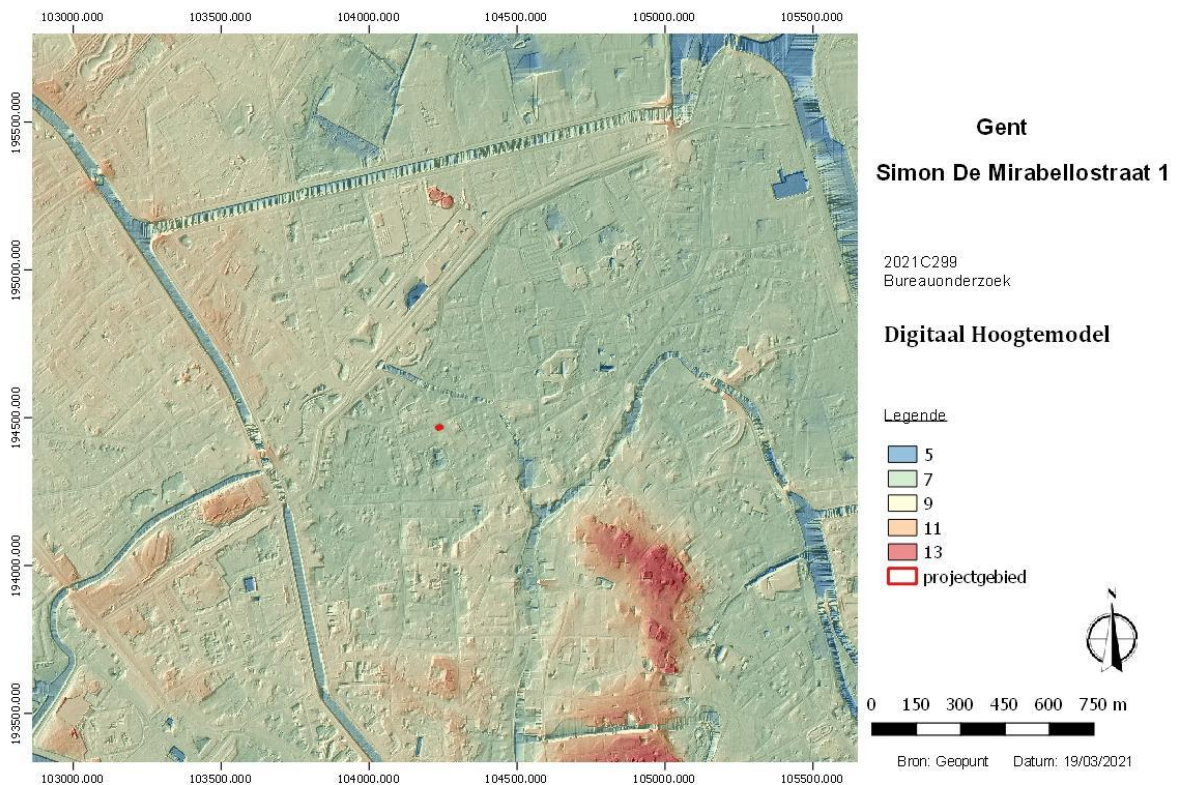 103000.000 103500.000 104000.000 104500.000 105000.000 105500.000
195500.000
195000.000
194500.000
194000.000
193500.000
103000.000 103500.000 104000.000 104500.000 105000.000 105500.000
Gent
Simon De Mirabellostraat 1
2021C299
Bureauonderzoek
Digitaal Hoogtemodel
Legende
5
7
9
11
13
projectgebied
N
0 150 300 450 600 750 m
Bron: Geopunt Datum: 19/03/2021